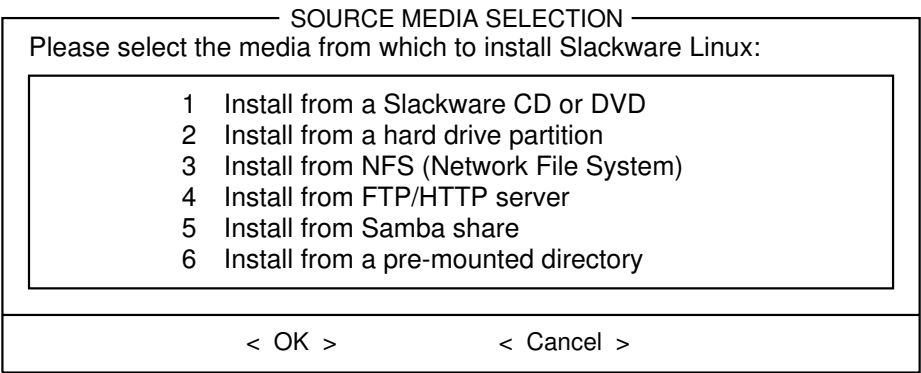 SOURCE MEDIA SELECTION
Please select the media from which to install Slackware Linux:
1 Install from a Slackware CD or DVD
2 Install from a hard drive partition
3 Install from NFS (Network File System)
4 Install from FTP/HTTP server
5 Install from Samba share
6 Install from a pre-mounted directory
< OK > < Cancel >